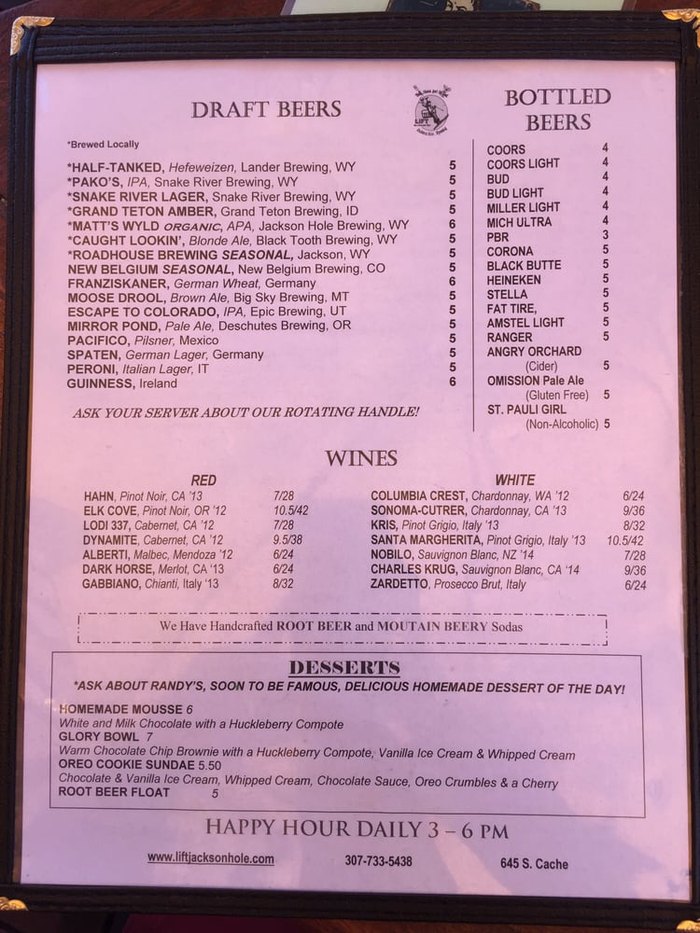 DRAFT BEERS
*Brewed Locally
*HALF-TANKED, Hefeweizen, Lander Brewing, WY 5
*PAKO'S, IPA, Snake River Brewing, WY 5
*SNAKE RIVER LAGER, Snake River Brewing, WY 5
*GRAND TETON AMBER, Grand Teton Brewing, ID 5
*MATT'S WYLD ORGANIC, APA, Jackson Hole Brewing, WY 6
*CAUGHT LOOKIN', Blonde Ale, Black Tooth Brewing, WY 5
*ROADHOUSE BREWING SEASONAL, Jackson, WY 5
NEW BELGIUM SEASONAL, New Belgium Brewing, CO 5
FRANZISKANER, German Wheat, Germany 6
MOOSE DROOL, Brown Ale, Big Sky Brewing, MT 5
ESCAPE TO COLORADO, IPA, Epic Brewing, UT 5
MIRROR POND, Pale Ale, Deschutes Brewing, OR 5
PACIFICO, Pilsner, Mexico 5
SPATEN, German Lager, Germany 5
PERONI, Italian Lager, IT 5
GUINNESS, Ireland 6
ASK YOUR SERVER ABOUT OUR ROTATING HANDLE!
LIFT
BOTTLED
BEERS
COORS 4
COORS LIGHT 4
BUD 4
BUD LIGHT 4
MILLER LIGHT 4
MICH ULTRA 4
PBR 3
CORONA 5
BLACK BUTTE 5
HEINEKEN 5
STELLA 5
FAT TIRE, 5
AMSTEL LIGHT 5
RANGER 5
ANGRY ORCHARD
(Cider) 5
OMISSION Pale Ale
(Gluten Free) 5
ST. PAULI GIRL
(Non-Alcoholic) 5
WINES
RED
HAHN, Pinot Noir, CA '13 7/28
ELK COVE, Pinot Noir, OR '12 10.5/42
LODI 337, Cabernet, CA '12 7/28
DYNAMITE, Cabernet, CA '12 9.5/38
ALBERTI, Malbec, Mendoza '12 6/24
DARK HORSE, Merlot, CA '13 6/24
GABBIANO, Chianti, Italy '13 8/32
WHITE
COLUMBIA CREST, Chardonnay, WA '12 6/24
SONOMA-CUTRER, Chardonnay, CA '13 9/36
KRIS, Pinot Grigio, Italy '13 8/32
SANTA MARGHERITA, Pinot Grigio, Italy '13 10.5/42
NOBILO, Sauvignon Blanc, NZ '14 7/28
CHARLES KRUG, Sauvignon Blanc, CA '14 9/36
ZARDETTO, Prosecco Brut, Italy 6/24
We Have Handcrafted ROOT BEER and MOUTAIN BEERY Sodas
DESSERTS
*ASK ABOUT RANDY'S, SOON TO BE FAMOUS, DELICIOUS HOMEMADE DESSERT OF THE DAY!
HOMEMADE MOUSSE 6
White and Milk Chocolate with a Huckleberry Compote
GLORY BOWL 7
Warm Chocolate Chip Brownie with a Huckleberry Compote, Vanilla Ice Cream & Whipped Cream
OREO COOKIE SUNDAE 5.50
Chocolate & Vanilla Ice Cream, Whipped Cream, Chocolate Sauce, Oreo Crumbles & a Cherry
ROOT BEER FLOAT 5
HAPPY HOUR DAILY 3 – 6 PM
www.liftjacksonhole.com 307-733-5438 645 S. Cache